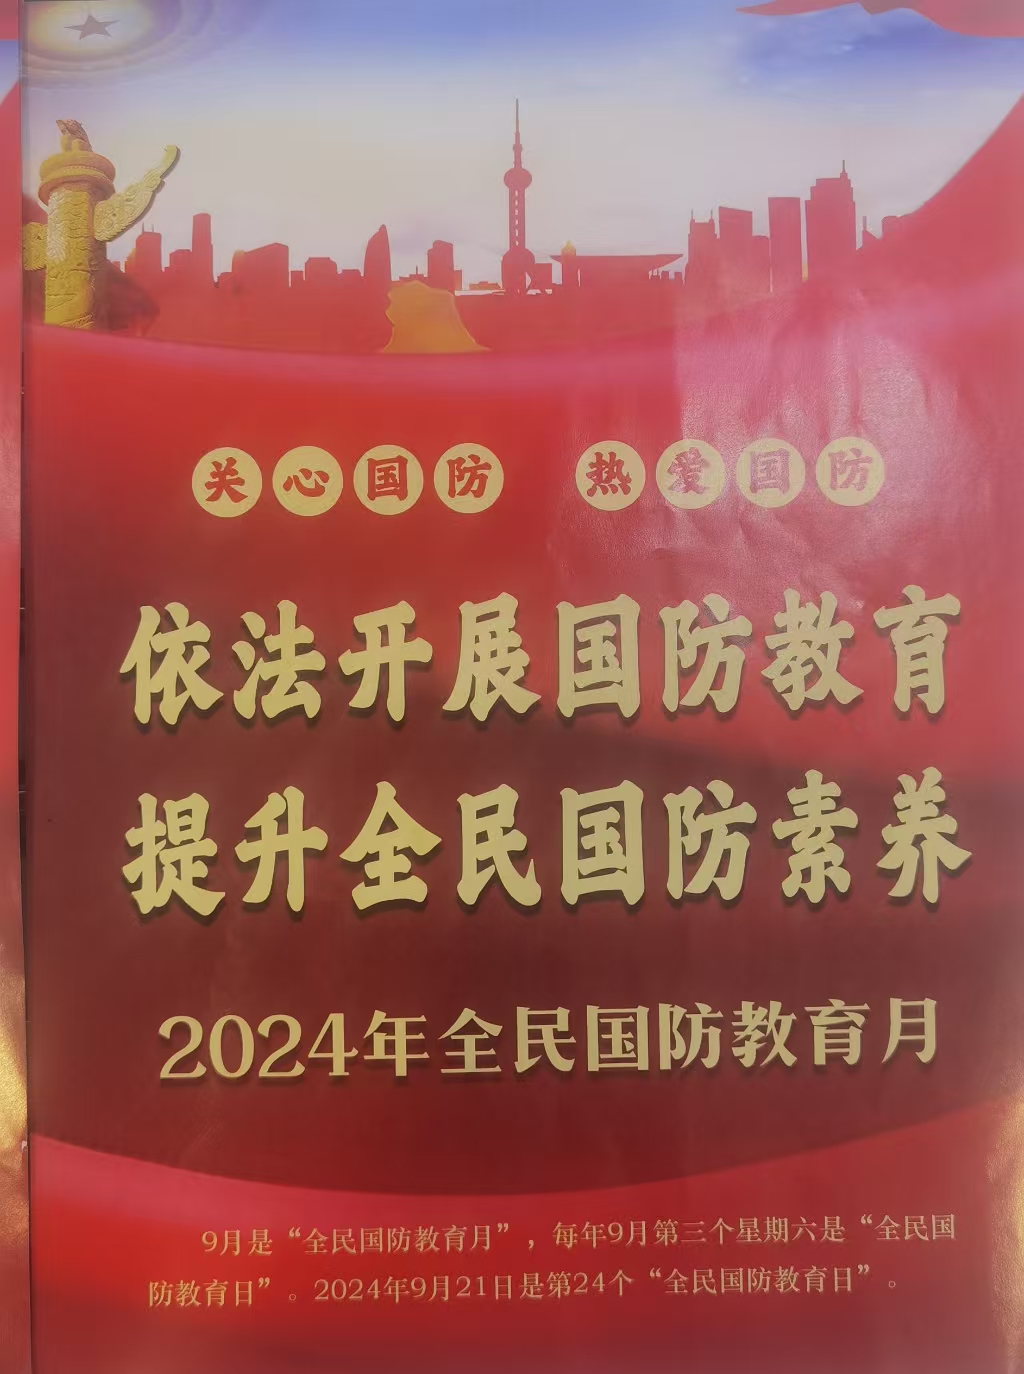 关心国防 热爱国防
依法开展国防教育
提升全民国防素养
2024年全民国防教育月
9月是“全民国防教育月”，每年9月第三个星期六是“全民国
防教育日”。2024年9月21日是第24个“全民国防教育日”。